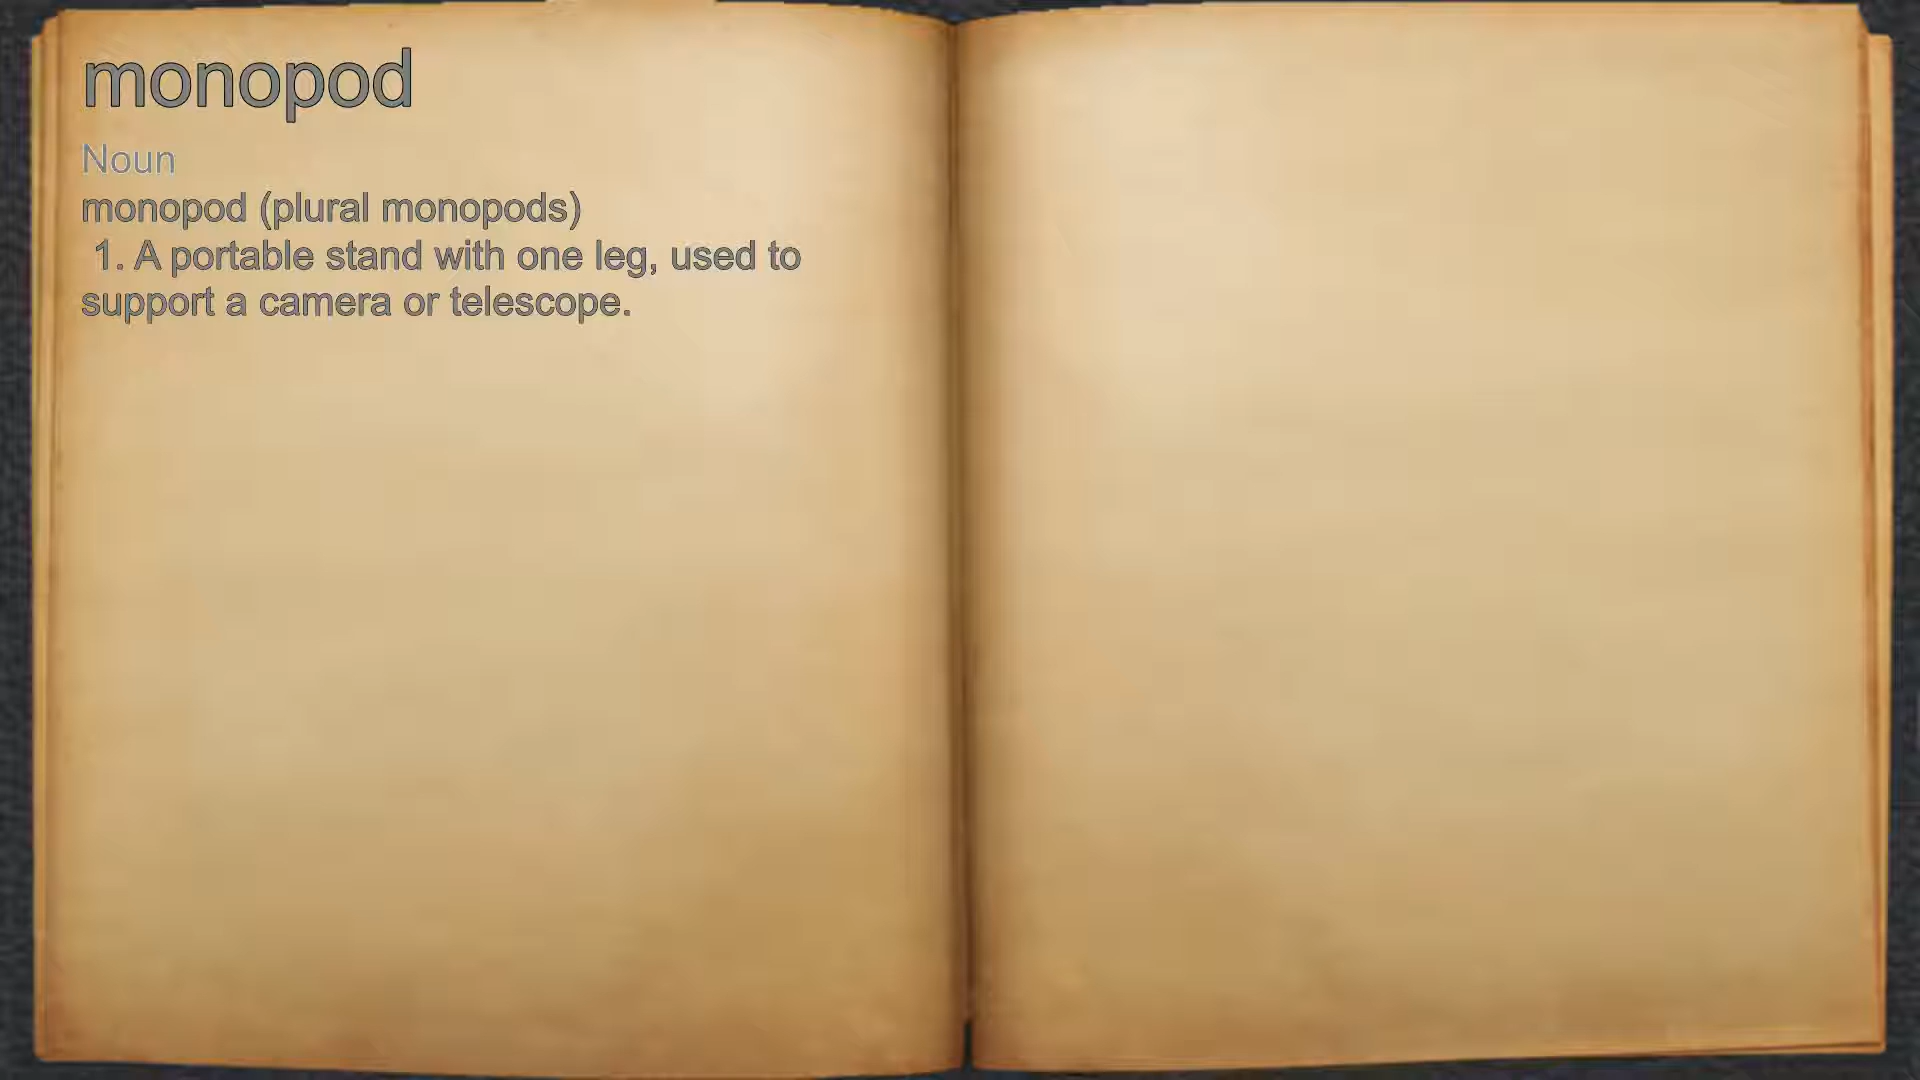 monopod
Noun
monopod (plural monopods)
1. A portable stand with one leg, used to
support a camera or telescope.